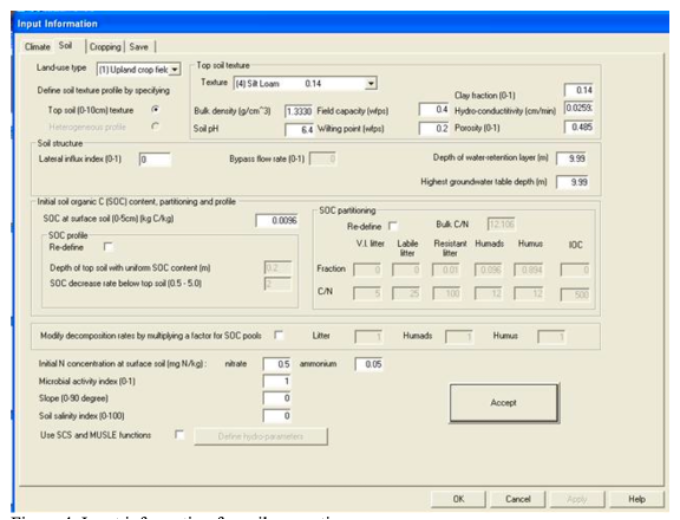 Input Information
Climate Soil Cropping Save
Land-use type (1) Upland crop fielc
Define soil texture profile by specifying
Top soil (0-10cm) texture
Heterogeneous profile
Top soil texture
Texture (4) Silt Loam 0.14
Bulk density (g/cm^3) 1.3330 Field capacity (wfps) 0.4
Soil pH 6.4 Wilting point (wfps) 0.2
Clay fraction (0-1) 0.14
Hydro-conductitivity (cm/min) 0.0259
Porosity (0-1) 0.485
Soil structure
Lateral influx index (0-1) 0 Bypass flow rate (0-1) 0 Depth of water-retention layer (m) 9.99
Highest groundwater table depth (m) 9.99
Initial soil organic C (SOC) content, partitioning and profile
SOC at surface soil (0-5cm) (kg C/kg) 0.0096
SOC profile
Re-define
Depth of top soil with uniform SOC content (m) 0.2
SOC decrease rate below top soil (0.5 - 5.0) 2
SOC partitioning
Re-define Bulk C/N 12.106
V.l. litter Labile litter Resistant litter Humads Humus IOC
Fraction 0 0 0.01 0.096 0.894 0
C/N 5 25 100 12 12 500
Modify decomposition rates by multiplying a factor for SOC pools Litter 1 Humads 1 Humus 1
Initial N concentration at surface soil (mg N/kg) : nitrate 0.5 ammonium 0.05
Microbial activity index (0-1) 1
Slope (0-90 degree) 0
Soil salinity index (0-100) 0
Use SCS and MUSLE functions Define hydro-parameters
Accept
OK Cancel Apply Help